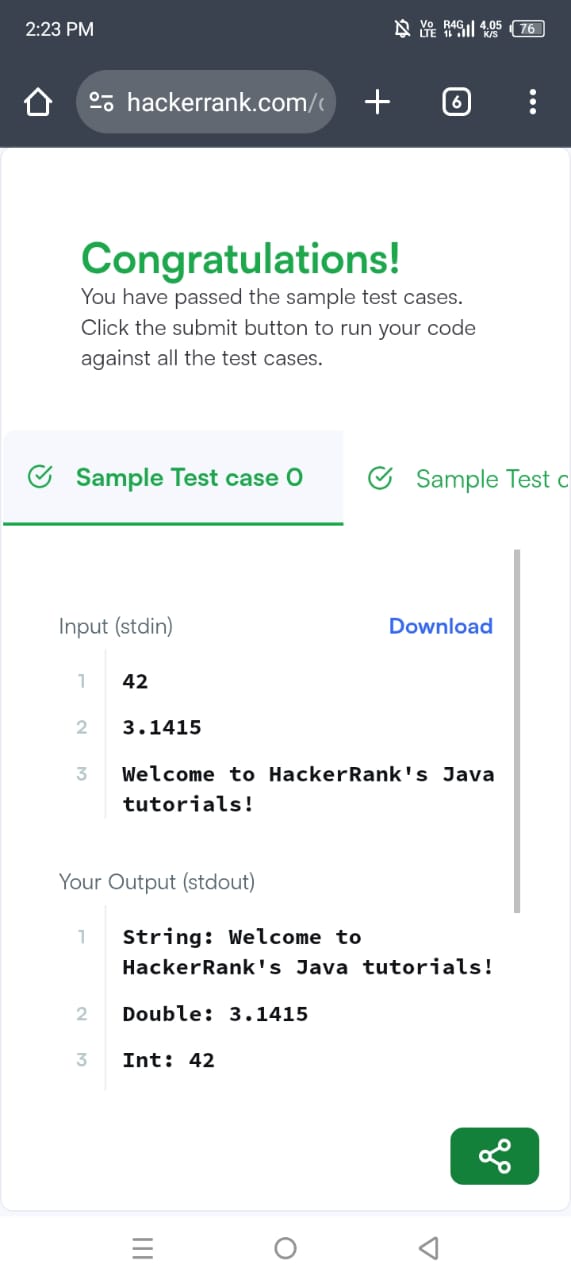 2:23 PM
Vo LTE R4G 4.05 K/S 76
hackerrank.com/
6
Congratulations!
You have passed the sample test cases.
Click the submit button to run your code
against all the test cases.
Sample Test case 0
Sample Test c
Input (stdin)
Download
1 42
2 3.1415
3 Welcome to HackerRank's Java
tutorials!
Your Output (stdout)
1 String: Welcome to
HackerRank's Java tutorials!
2 Double: 3.1415
3 Int: 42